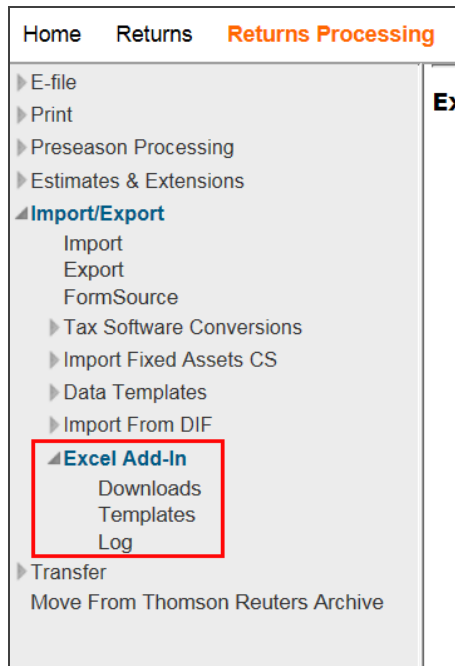 Home Returns Returns Processing
E-file
Print
Preseason Processing
Estimates & Extensions
Import/Export
Import
Export
FormSource
Tax Software Conversions
Import Fixed Assets CS
Data Templates
Import From DIF
Excel Add-In
Downloads
Templates
Log
Transfer
Move From Thomson Reuters Archive